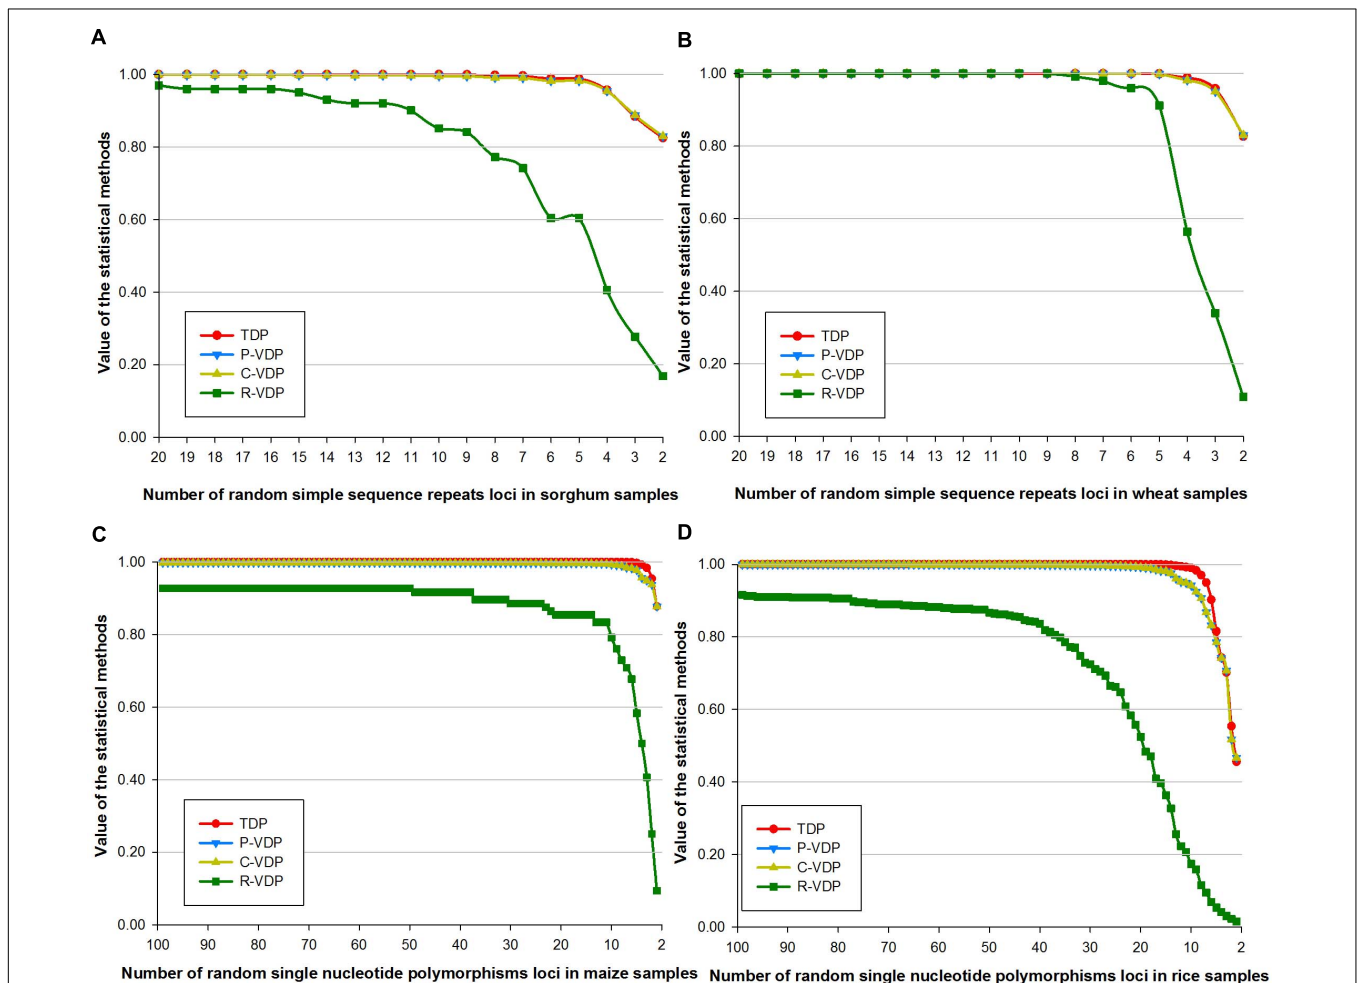 A
Value of the statistical methods
1.00
0.80
0.60
0.40
0.20
0.00
TDP
P-VDP
C-VDP
R-VDP
20 19 18 17 16 15 14 13 12 11 10 9 8 7 6 5 4 3 2
Number of random simple sequence repeats loci in sorghum samples
B
Value of the statistical methods
1.00
0.80
0.60
0.40
0.20
0.00
TDP
P-VDP
C-VDP
R-VDP
20 19 18 17 16 15 14 13 12 11 10 9 8 7 6 5 4 3 2
Number of random simple sequence repeats loci in wheat samples
C
Value of the statistical methods
1.00
0.80
0.60
0.40
0.20
0.00
TDP
P-VDP
C-VDP
R-VDP
100 90 80 70 60 50 40 30 20 10 2
Number of random single nucleotide polymorphisms loci in maize samples
D
Value of the statistical methods
1.00
0.80
0.60
0.40
0.20
0.00
TDP
P-VDP
C-VDP
R-VDP
100 90 80 70 60 50 40 30 20 10 2
Number of random single nucleotide polymorphisms loci in rice samples